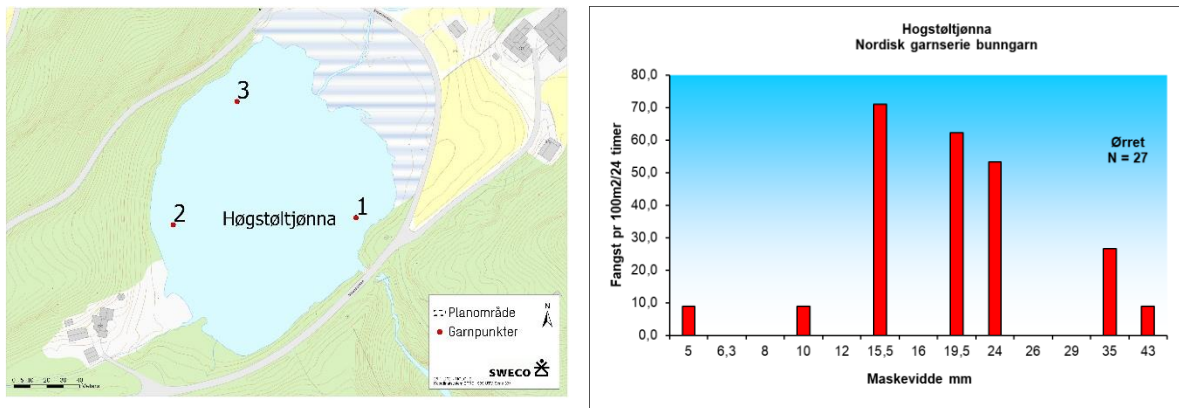 3
2
Høgstøltjønna
1
Planområde
Garnpunkter
N
SWECO
Hogstøltjønna
Nordisk garnserie bunngarn
Fangst pr 100m2/24 timer
80,0
70,0
60,0
50,0
40,0
30,0
20,0
10,0
0,0
Ørret
N = 27
5 6,3 8 10 12 15,5 16 19,5 24 26 29 35 43
Maskevidde mm